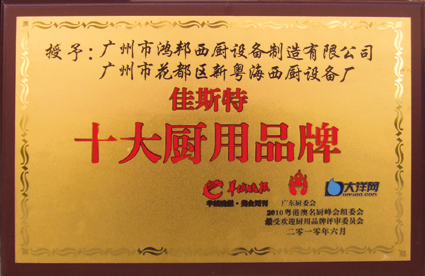 授予：广州市鸿邦西厨设备制造有限公司
广州市花都区新粤海西厨设备厂
佳斯特
十大厨用品牌
羊城晚报 大洋网
广东厨委会
2010粤港澳名厨峰会组委会
最受欢迎厨用品牌评审委员会
二〇一〇年六月